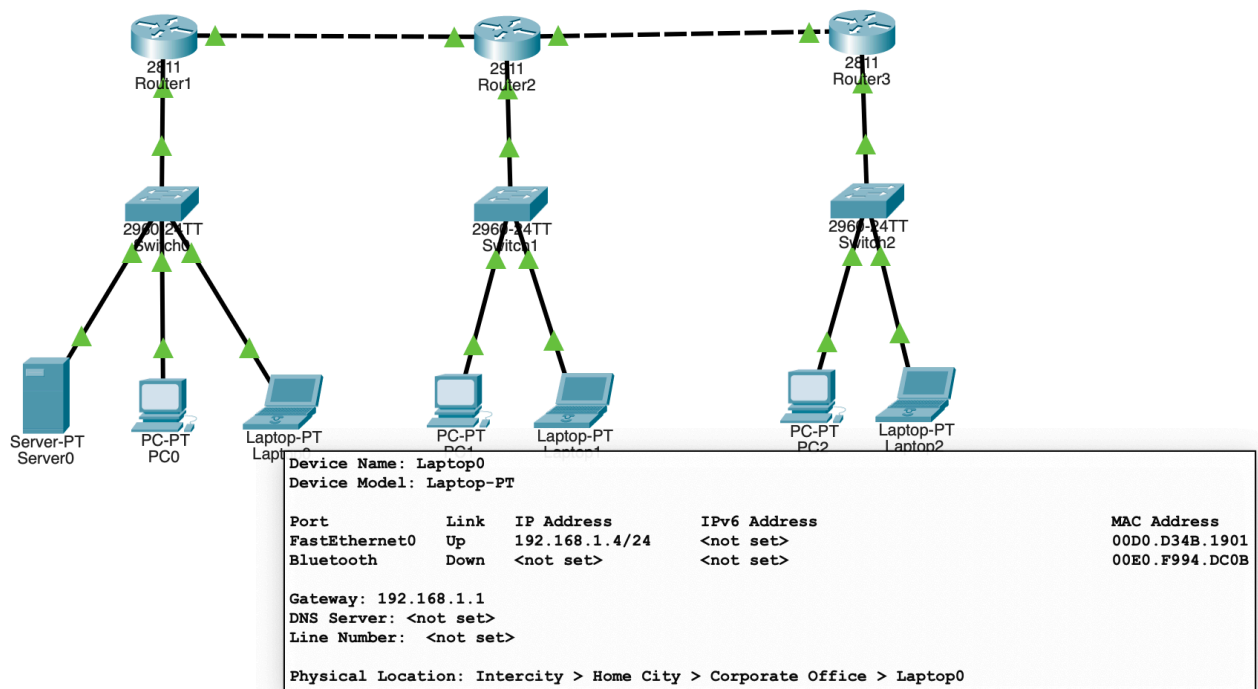 2811
Router1
2911
Router2
2811
Router3
2960-24TT
Switch0
2960-24TT
Switch1
2960-24TT
Switch2
Server-PT
Server0
PC-PT
PC0
Laptop-PT
PC-PT
PC1
Laptop-PT
Laptop1
PC-PT
PC2
Laptop-PT
Laptop2
Device Name: Laptop0
Device Model: Laptop-PT
Port Link IP Address IPv6 Address MAC Address
FastEthernet0 Up 192.168.1.4/24 <not set> 00D0.D34B.1901
Bluetooth Down <not set> <not set> 00E0.F994.DC0B
Gateway: 192.168.1.1
DNS Server: <not set>
Line Number: <not set>
Physical Location: Intercity > Home City > Corporate Office > Laptop0